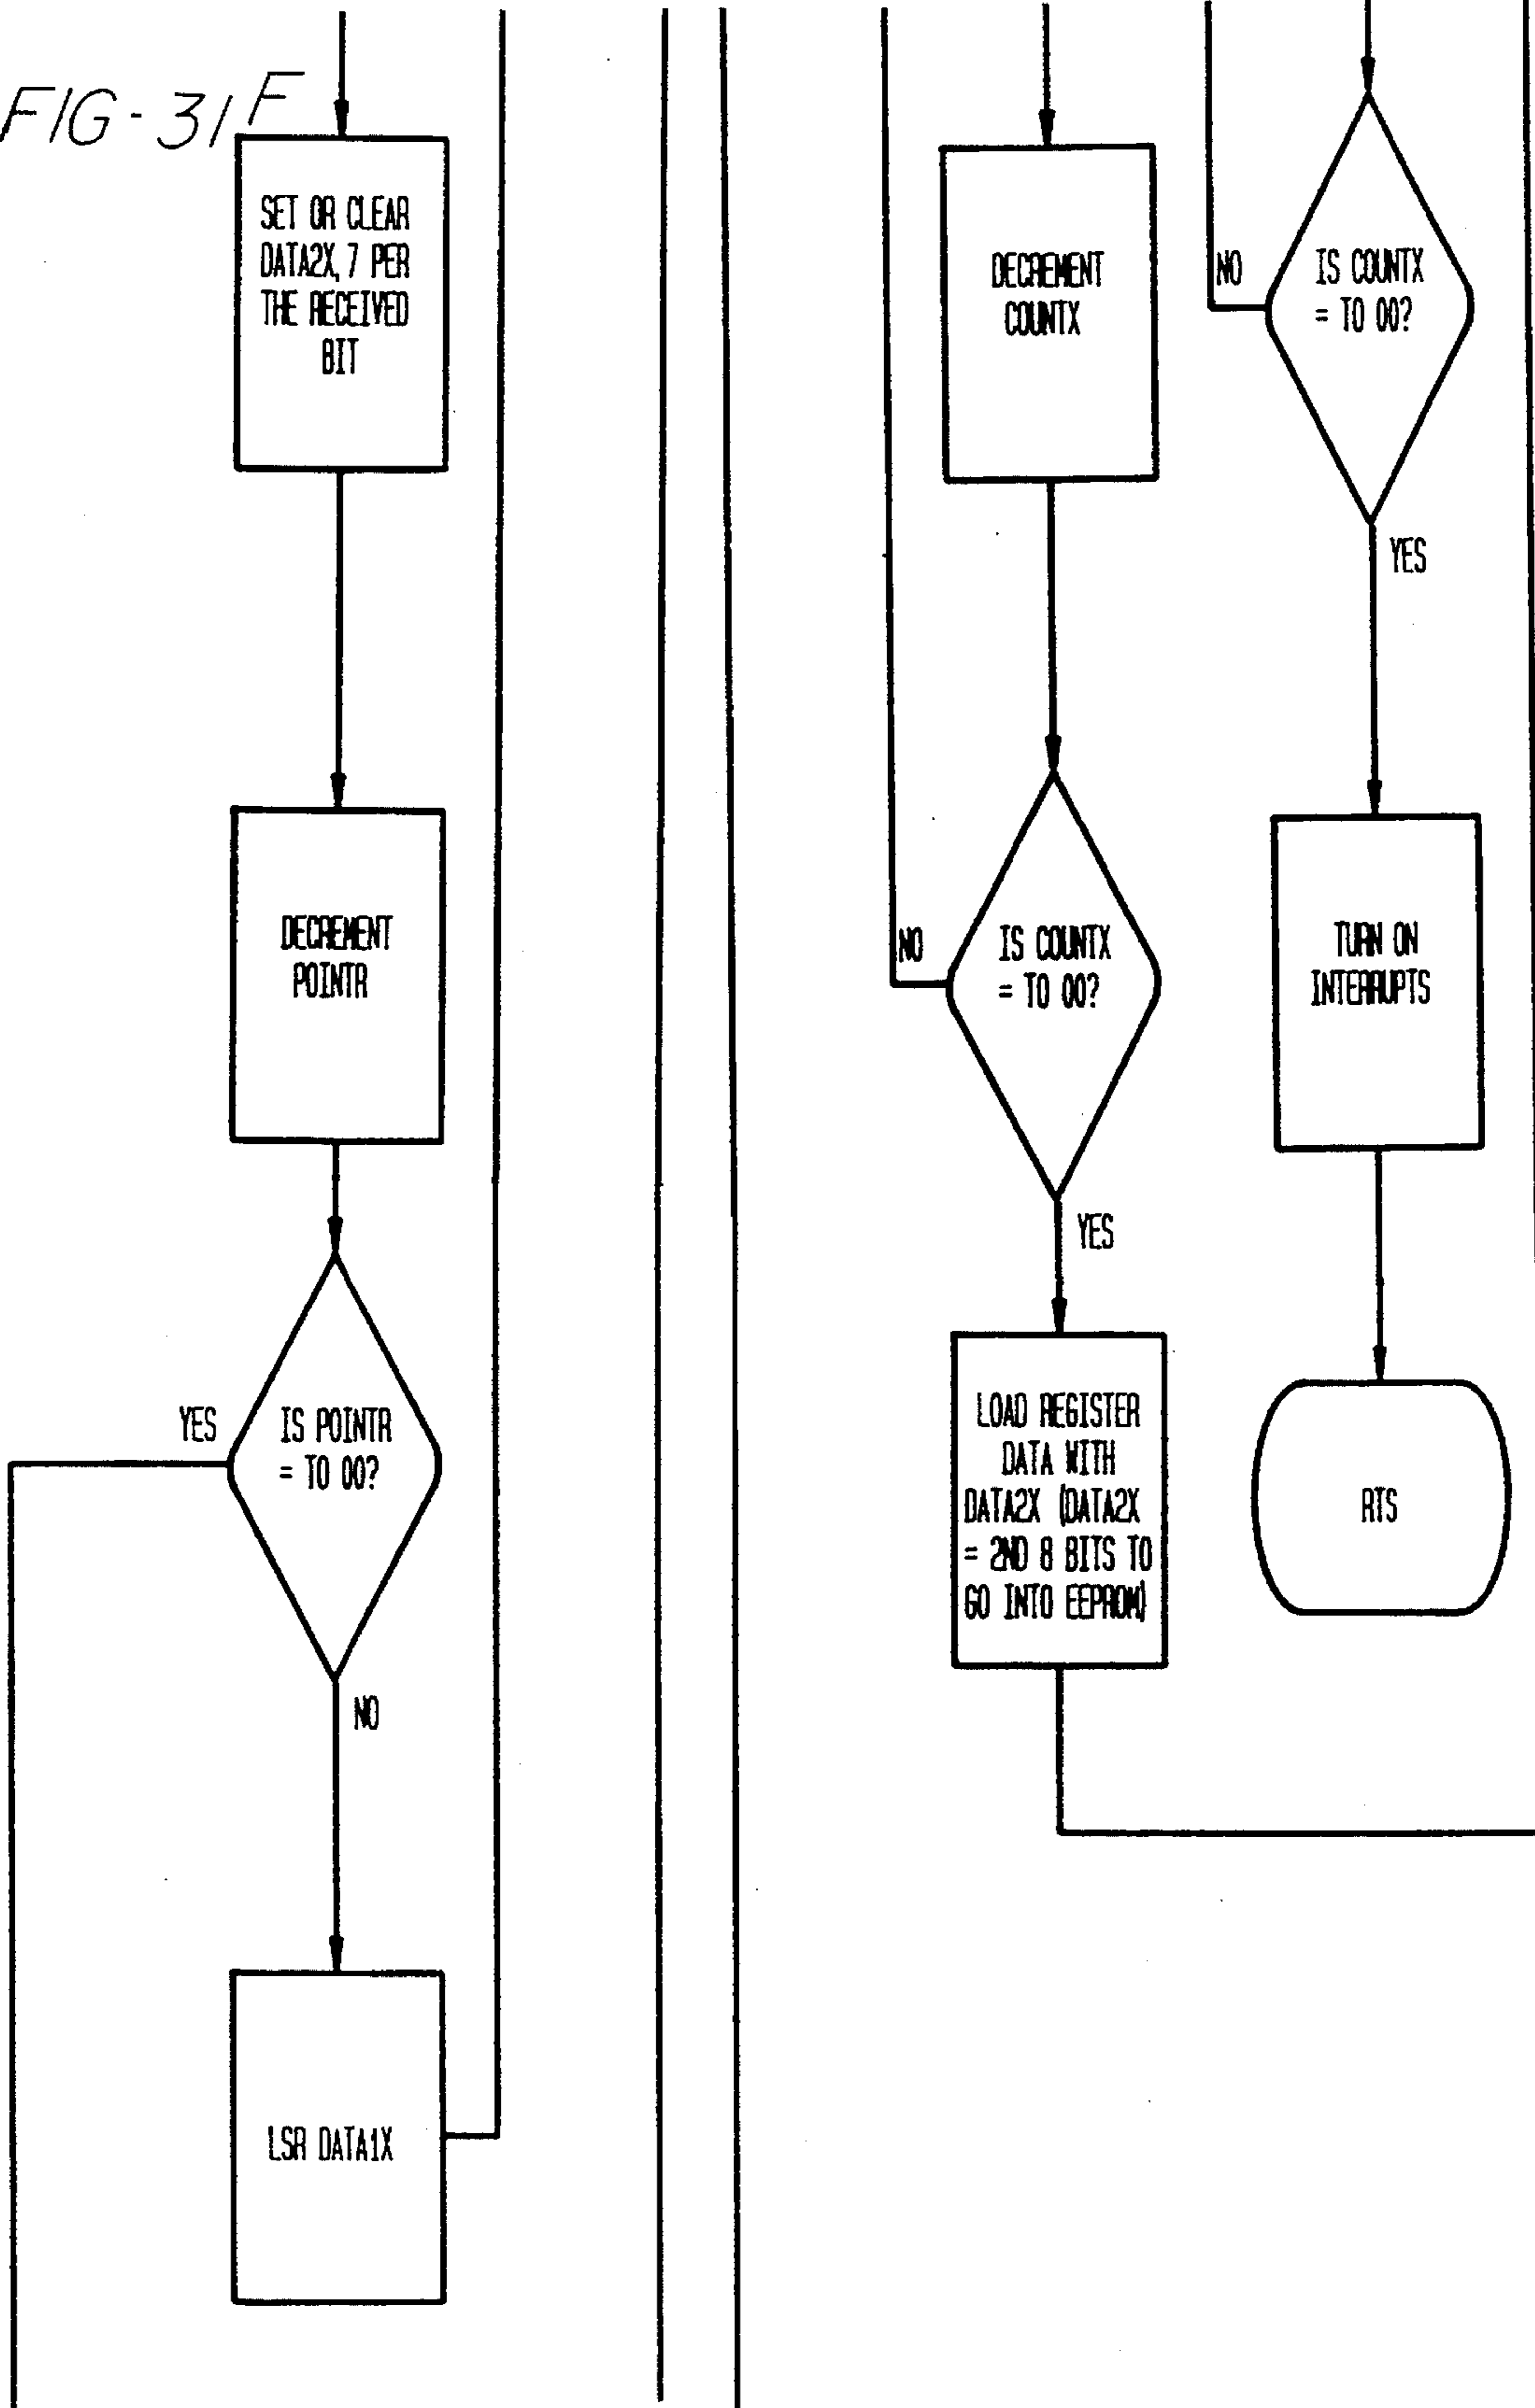 FIG-31F
SET OR CLEAR
DATA2X, 7 PER
THE RECEIVED
BIT
DECREMENT
POINTR
YES
IS POINTR
= TO 00?
NO
LSR DATA1X
DECREMENT
COUNTX
NO
IS COUNTX
= TO 00?
YES
LOAD REGISTER
DATA WITH
DATA2X (DATA2X
= 2ND 8 BITS TO
GO INTO EEPROM)
NO
IS COUNTX
= TO 00?
YES
TURN ON
INTERRUPTS
RTS